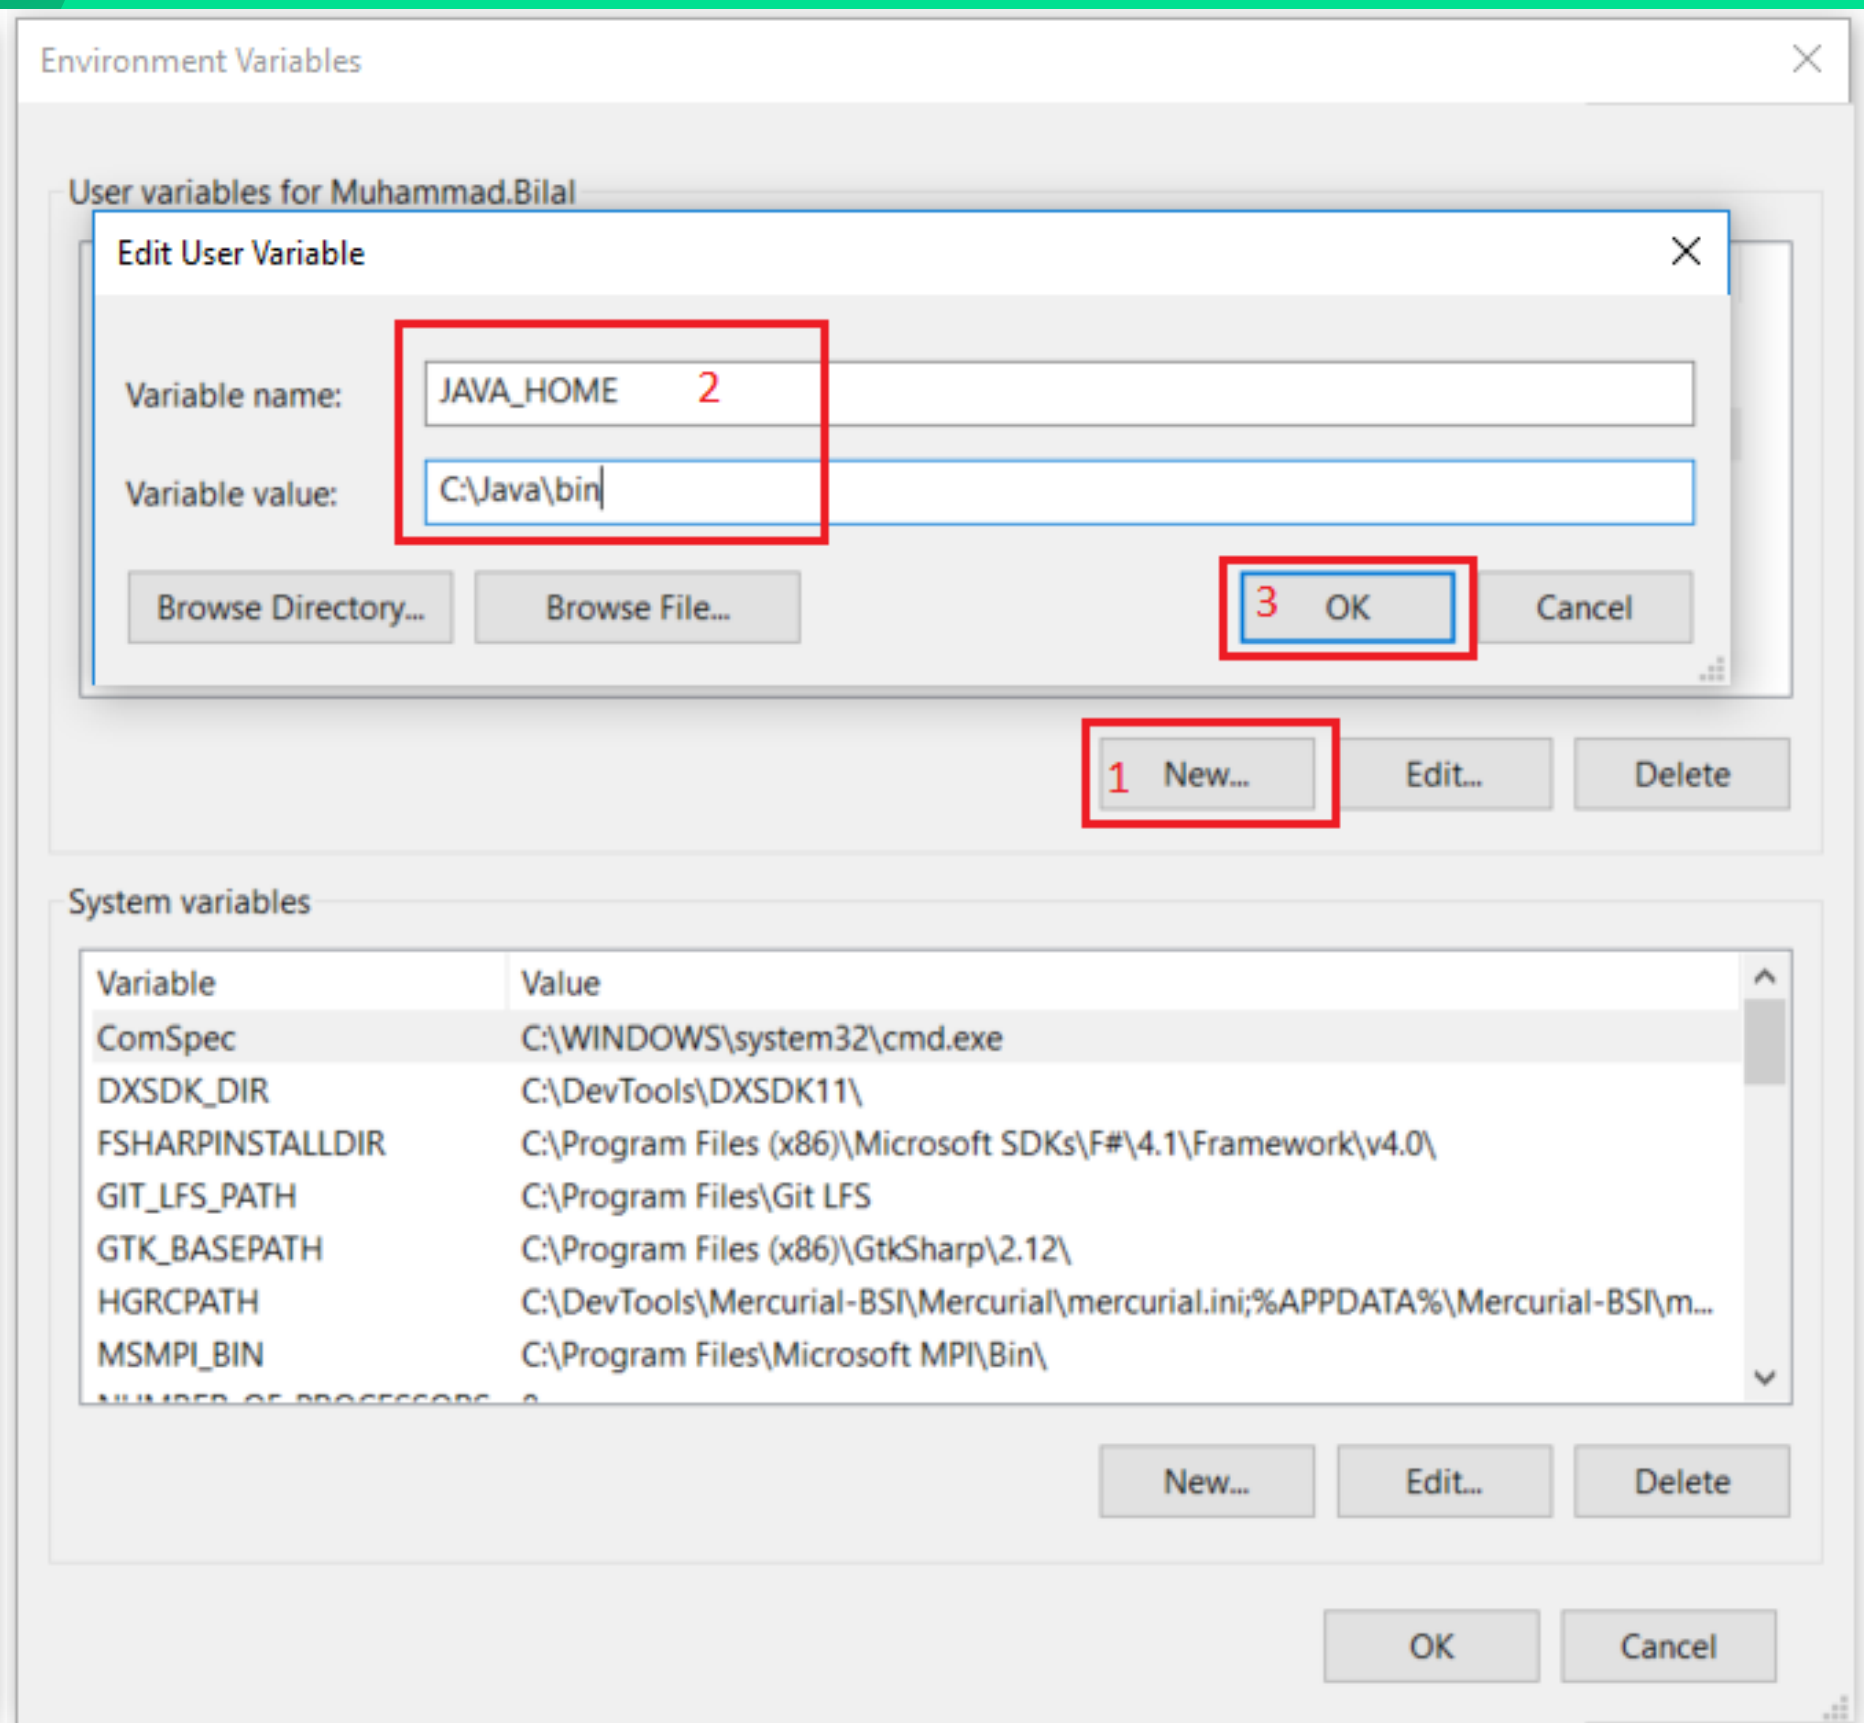 Environment Variables
User variables for Muhammad.Bilal
Edit User Variable
Variable name:
JAVA_HOME
2
Variable value:
C:\Java\bin
Browse Directory...
Browse File...
3
OK
Cancel
1
New...
Edit...
Delete
System variables
Variable Value
ComSpec C:\WINDOWS\system32\cmd.exe
DXSDK_DIR C:\DevTools\DXSDK11\
FSHARPINSTALLDIR C:\Program Files (x86)\Microsoft SDKs\F#\4.1\Framework\v4.0\
GIT_LFS_PATH C:\Program Files\Git LFS
GTK_BASEPATH C:\Program Files (x86)\GtkSharp\2.12\
HGRCPATH C:\DevTools\Mercurial-BSI\Mercurial\mercurial.ini;%APPDATA%\Mercurial-BSI\m...
MSMPI_BIN C:\Program Files\Microsoft MPI\Bin\
NUMBER_OF_PROCESSORS
New...
Edit...
Delete
OK
Cancel